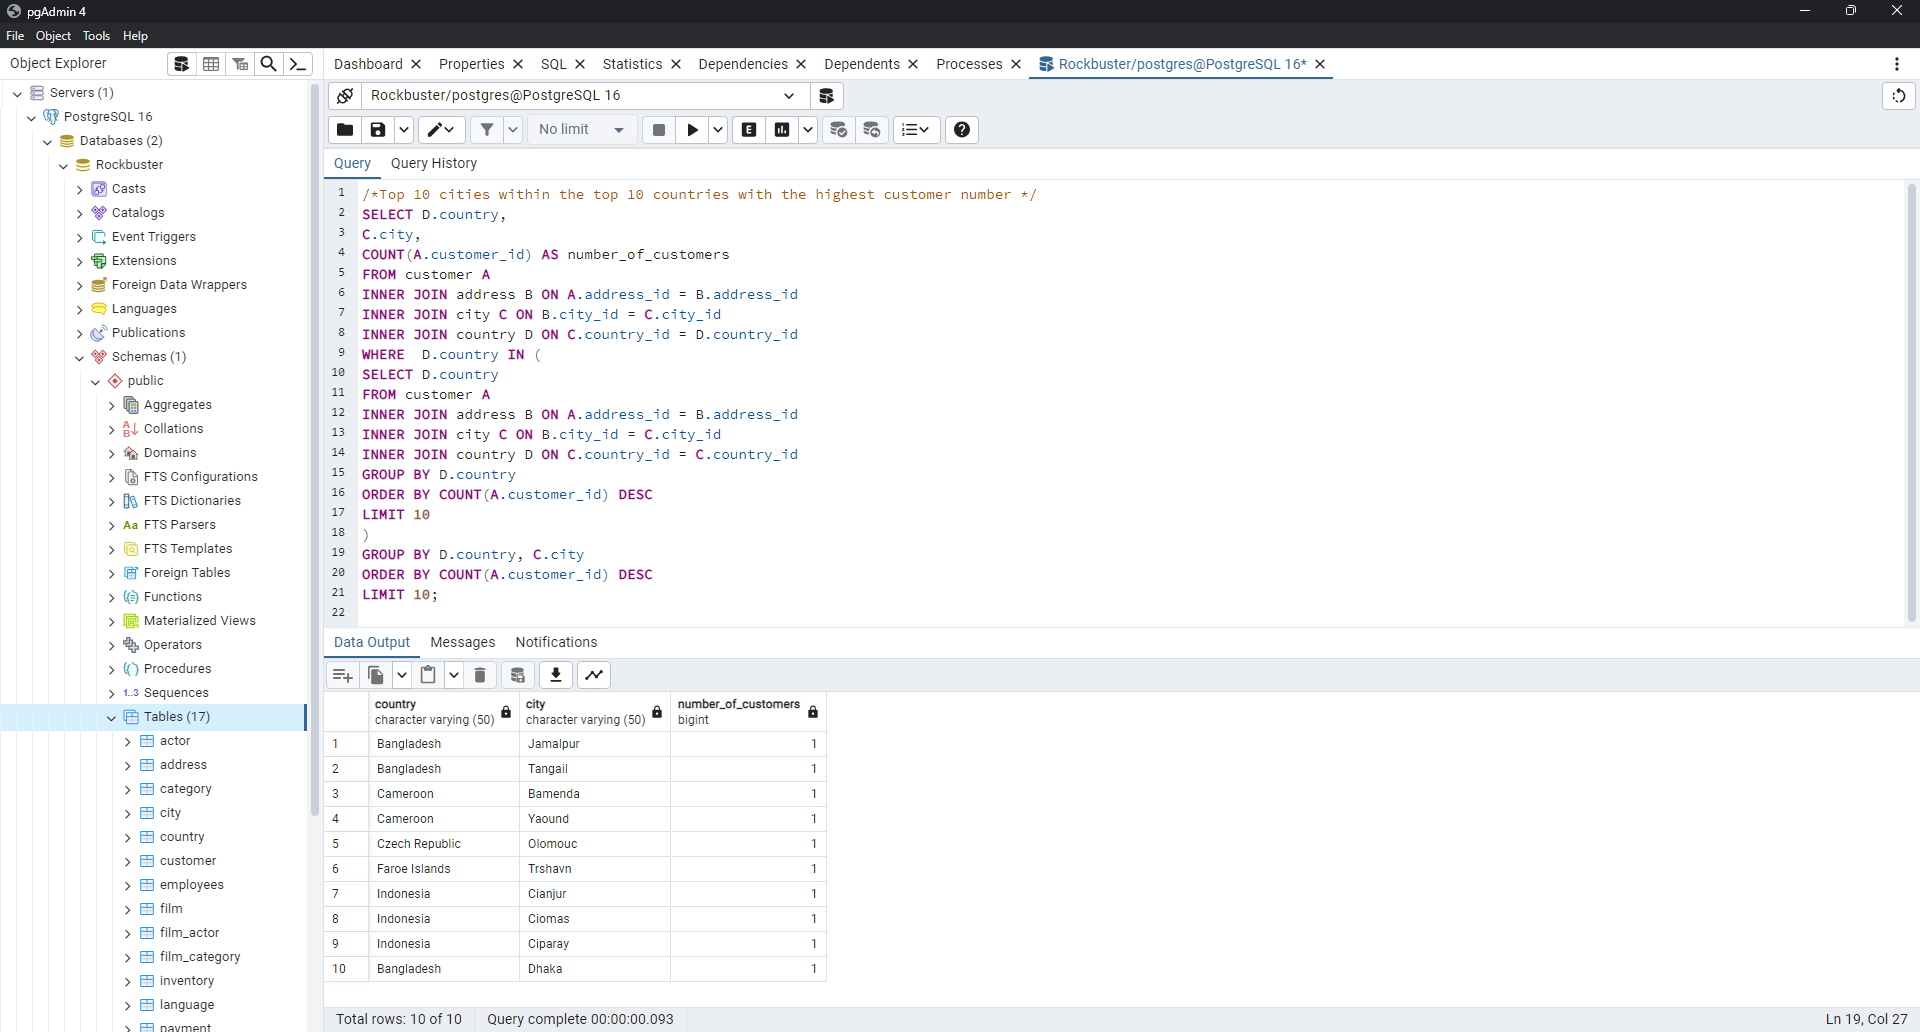 pgAdmin 4
File Object Tools Help
Object Explorer
Dashboard Properties SQL Statistics Dependencies Dependents Processes Rockbuster/postgres@PostgreSQL 16*
Servers (1)
PostgreSQL 16
Databases (2)
Rockbuster
Casts
Catalogs
Event Triggers
Extensions
Foreign Data Wrappers
Languages
Publications
Schemas (1)
public
Aggregates
Collations
Domains
FTS Configurations
FTS Dictionaries
Aa FTS Parsers
FTS Templates
Foreign Tables
Functions
Materialized Views
Operators
Procedures
1..3 Sequences
Tables (17)
actor
address
category
city
country
customer
employees
film
film_actor
film_category
inventory
language
payment
Rockbuster/postgres@PostgreSQL 16
No limit
E
Query Query History
1 /*Top 10 cities within the top 10 countries with the highest customer number */
2 SELECT D.country,
3 C.city,
4 COUNT(A.customer_id) AS number_of_customers
5 FROM customer A
6 INNER JOIN address B ON A.address_id = B.address_id
7 INNER JOIN city C ON B.city_id = C.city_id
8 INNER JOIN country D ON C.country_id = D.country_id
9 WHERE  D.country IN (
10 SELECT D.country
11 FROM customer A
12 INNER JOIN address B ON A.address_id = B.address_id
13 INNER JOIN city C ON B.city_id = C.city_id
14 INNER JOIN country D ON C.country_id = C.country_id
15 GROUP BY D.country
16 ORDER BY COUNT(A.customer_id) DESC
17 LIMIT 10
18 )
19 GROUP BY D.country, C.city
20 ORDER BY COUNT(A.customer_id) DESC
21 LIMIT 10;
22
Data Output Messages Notifications
country city number_of_customers
character varying (50) character varying (50) bigint
1 Bangladesh Jamalpur 1
2 Bangladesh Tangail 1
3 Cameroon Bamenda 1
4 Cameroon Yaound 1
5 Czech Republic Olomouc 1
6 Faroe Islands Trshavn 1
7 Indonesia Cianjur 1
8 Indonesia Ciomas 1
9 Indonesia Ciparay 1
10 Bangladesh Dhaka 1
Total rows: 10 of 10 Query complete 00:00:00.093 Ln 19, Col 27